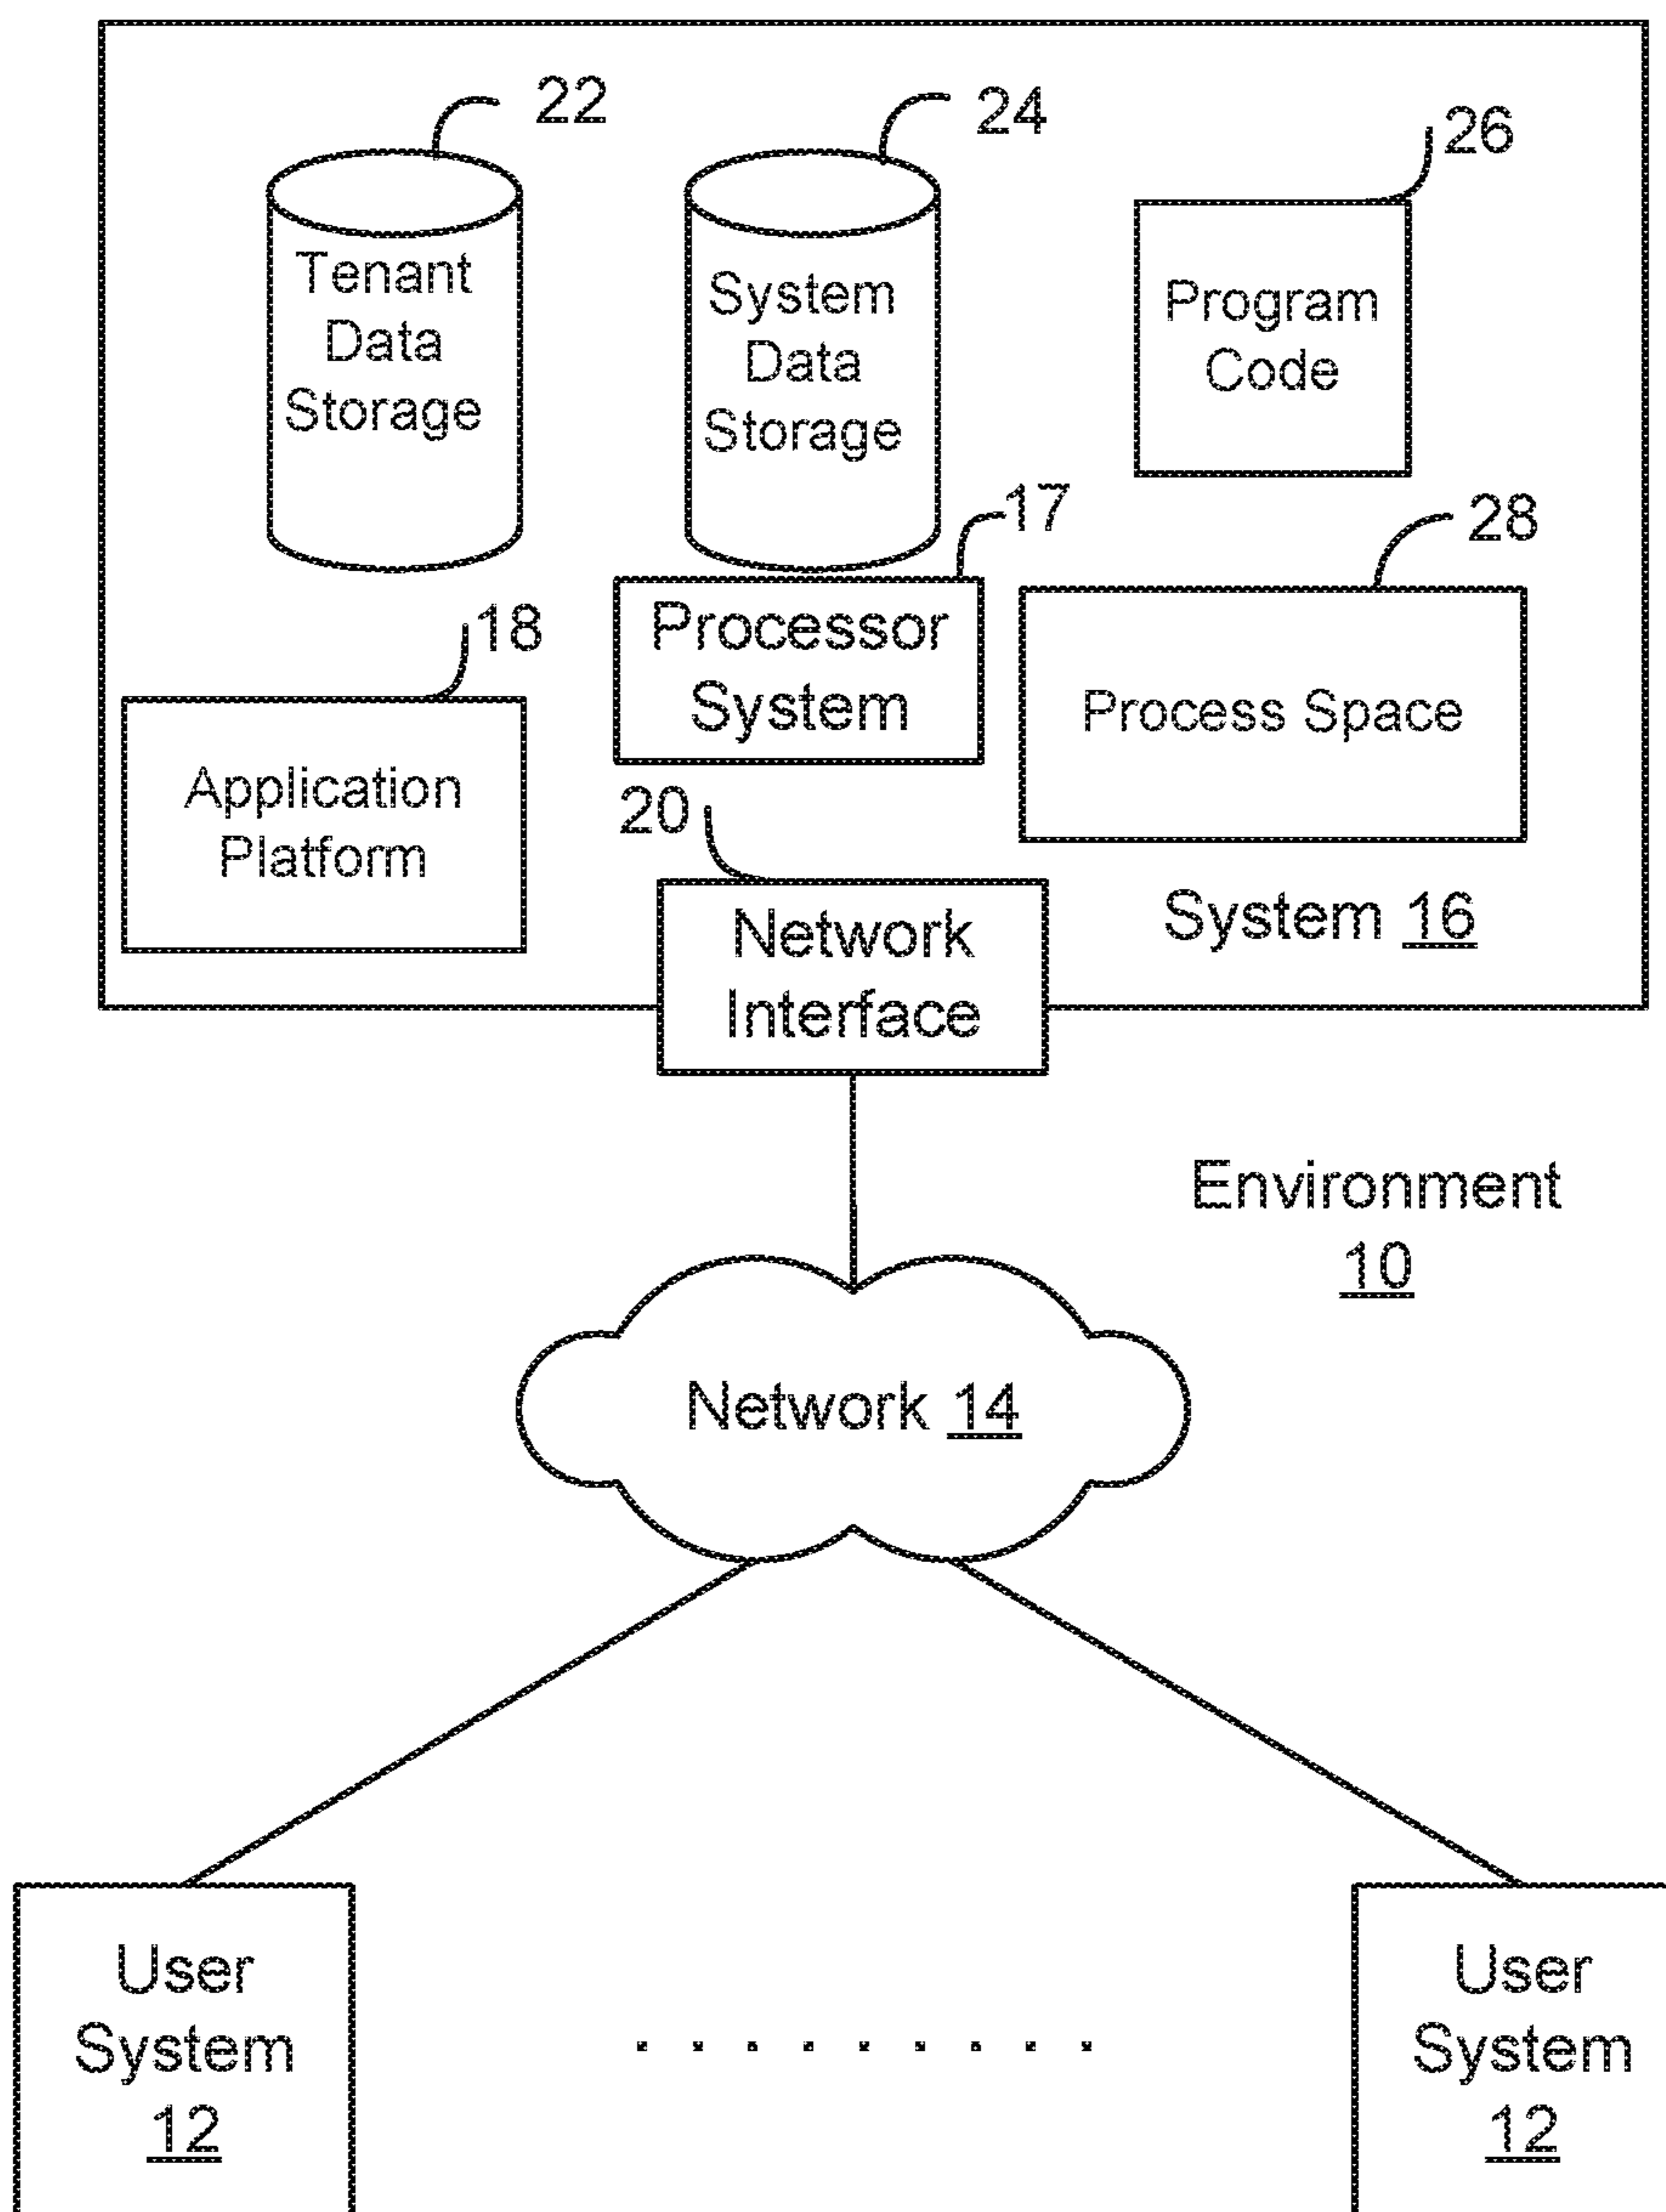 22
24
26
Tenant
Data
Storage
System
Data
Storage
Program
Code
17
28
18
Processor
System
Process Space
Application
Platform
20
Network
Interface
System 16
Environment
10
Network 14
User
System
12
. . . . . . . . .
User
System
12